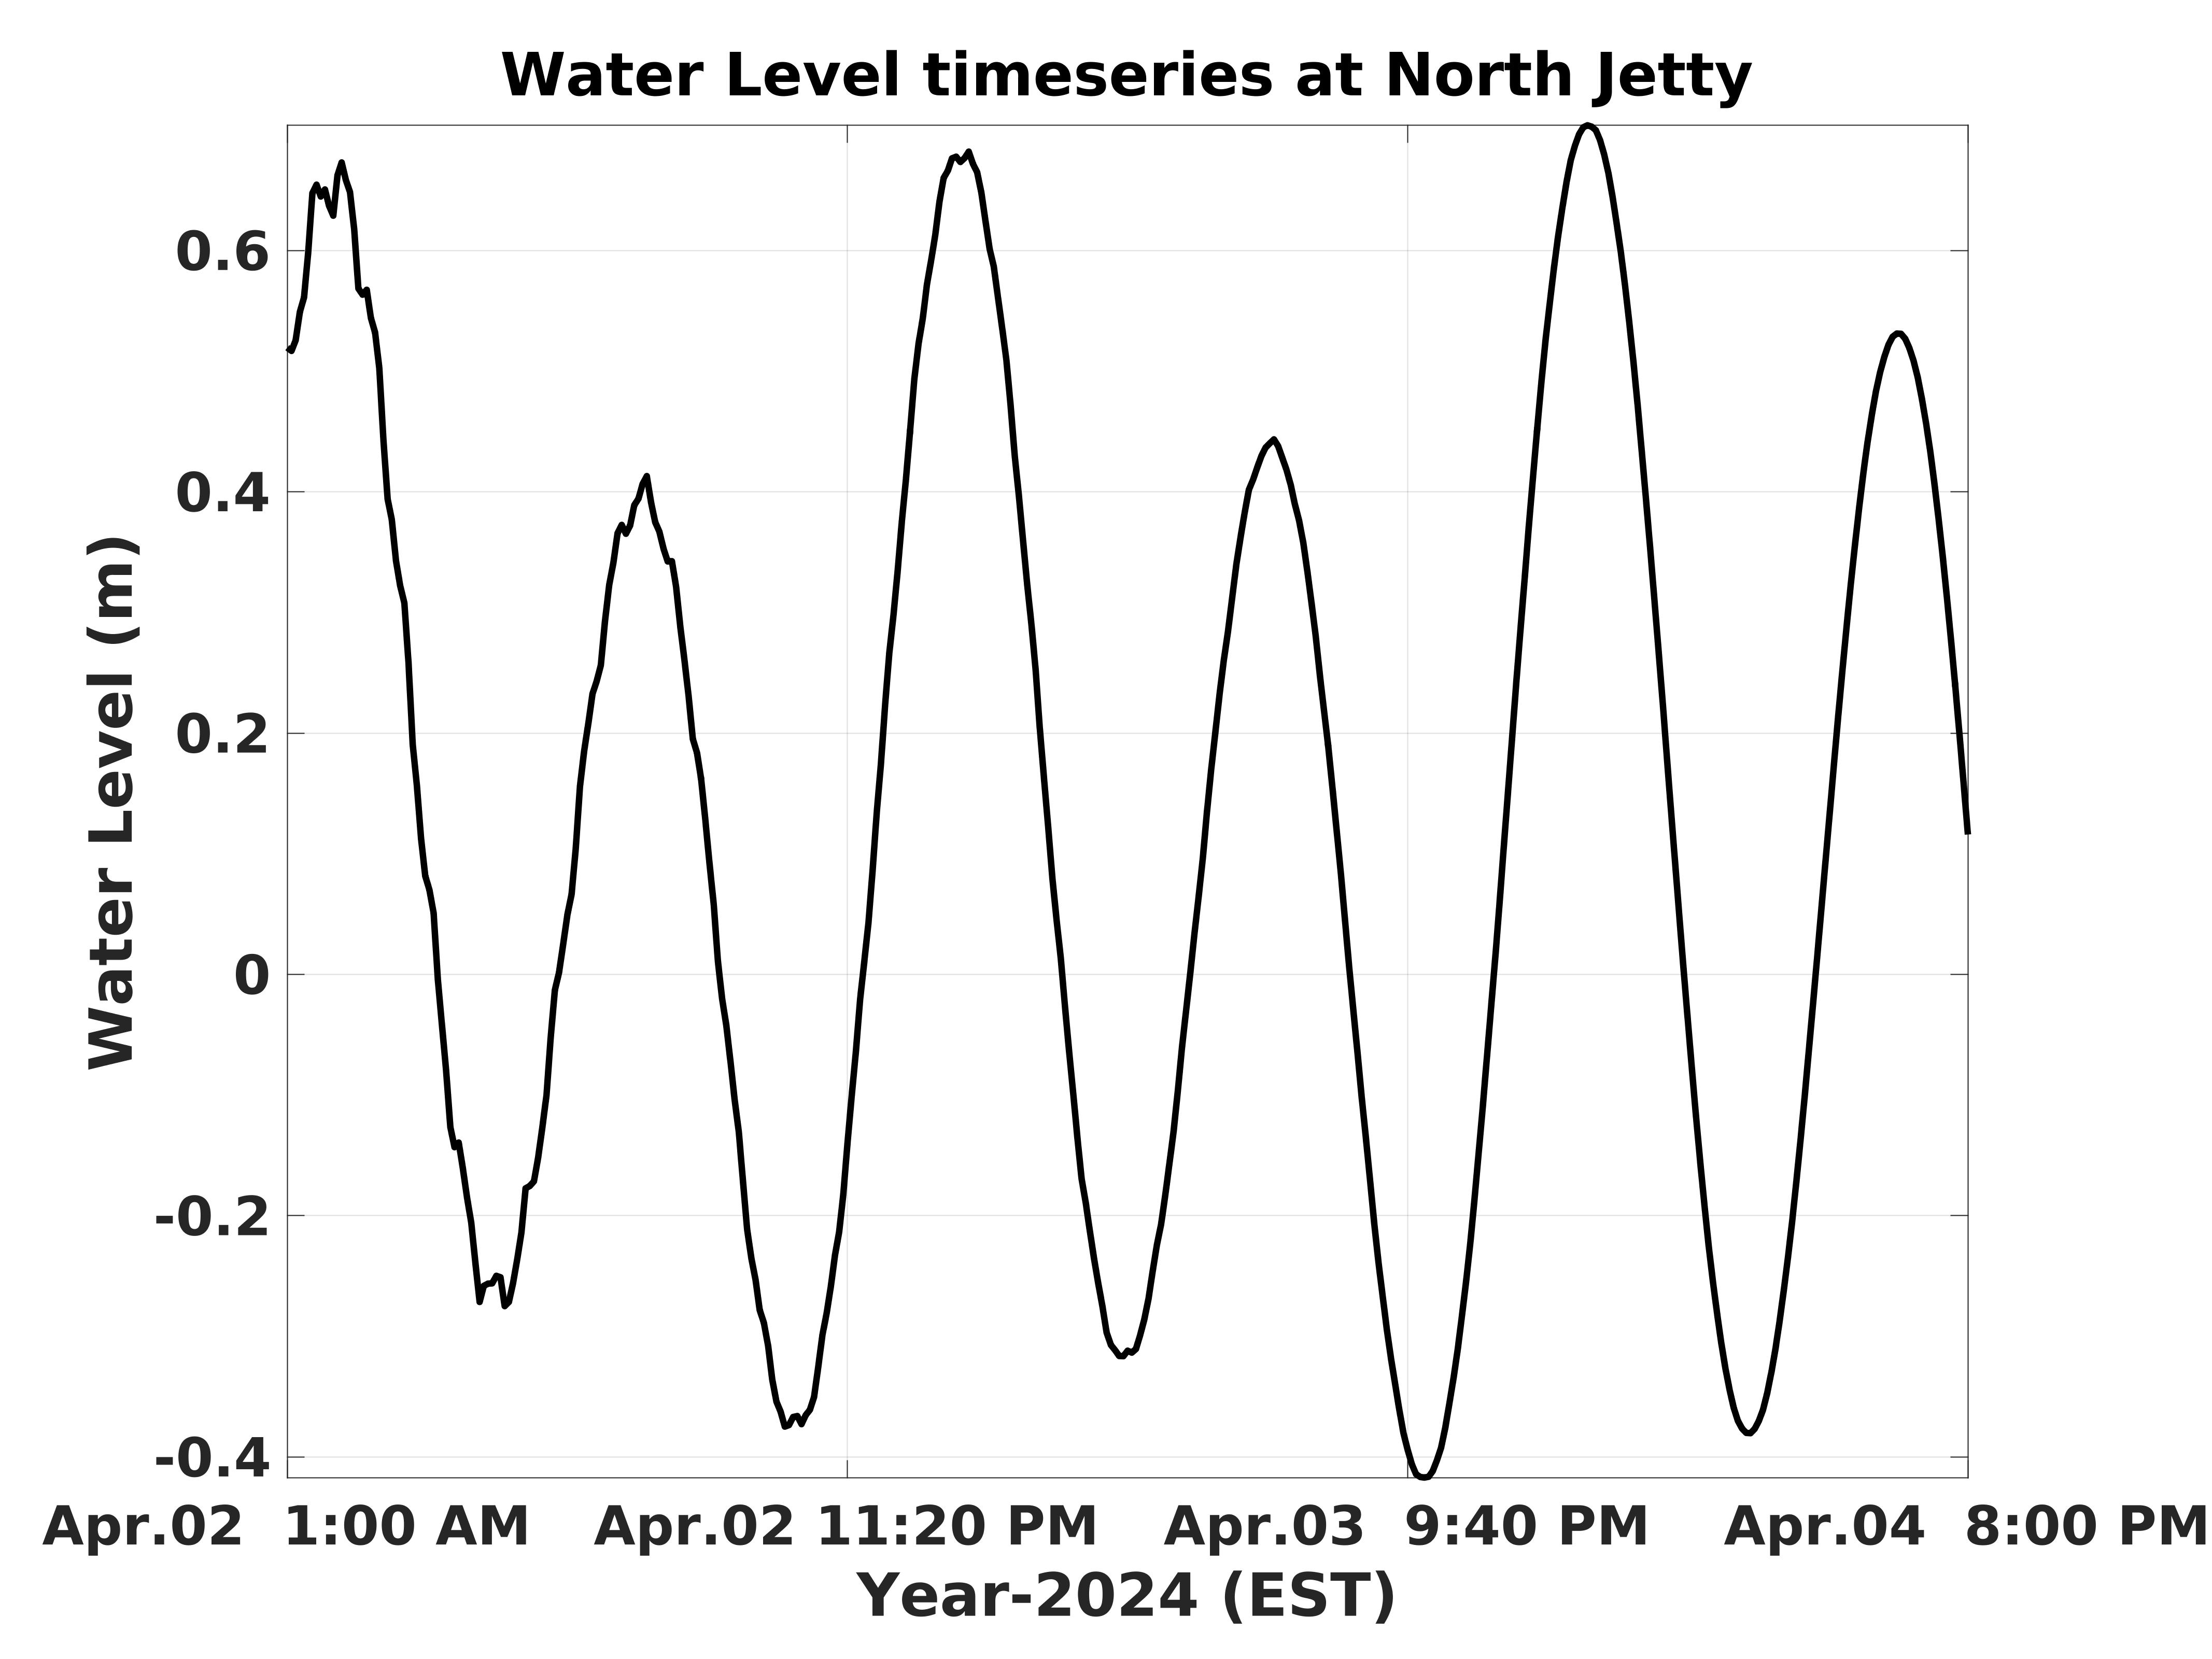 Water Level timeseries at North Jetty
Water Level (m)
0.6
0.4
0.2
0
-0.2
-0.4
Apr.02  1:00 AM
Apr.02 11:20 PM
Apr.03  9:40 PM
Apr.04  8:00 PM
Year-2024 (EST)